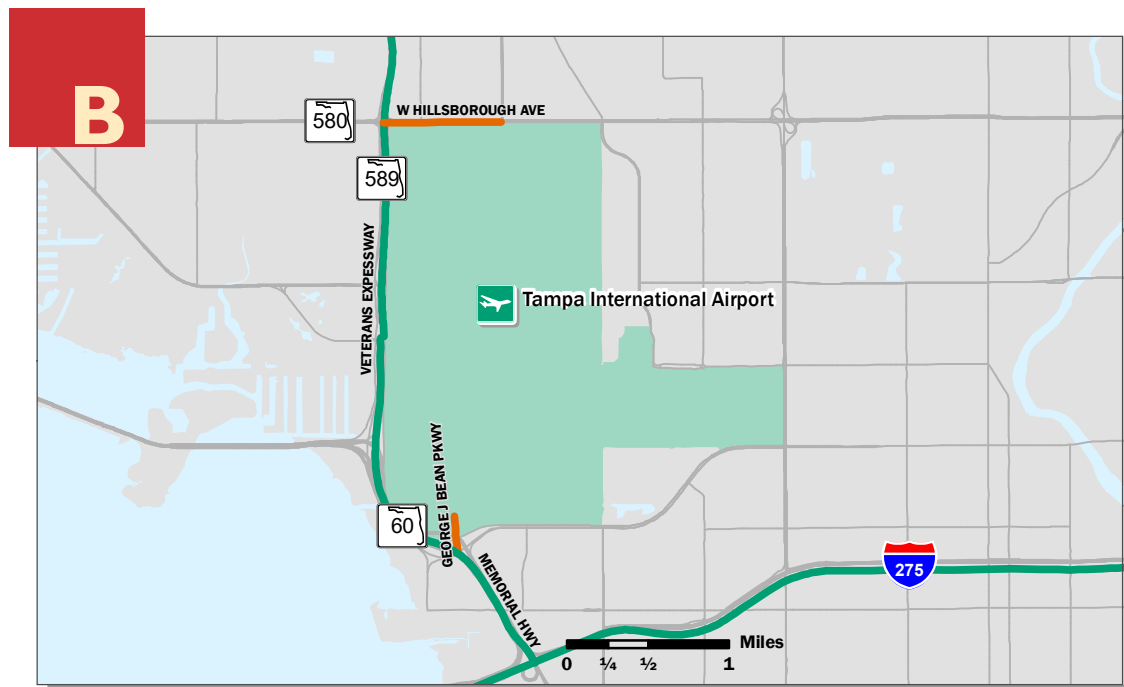 B
W HILLSBOROUGH AVE
580
589
VETERANS EXPESSWAY
Tampa International Airport
GEORGE J BEAN PKWY
60
MEMORIAL HWY
275
Miles
0 ¼ ½ 1